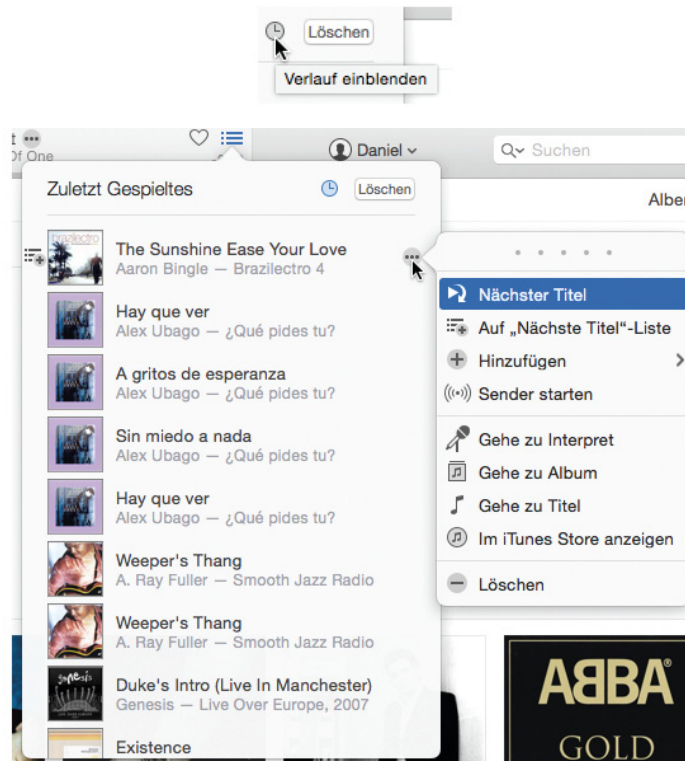 Löschen
Verlauf einblenden
t
Of One
Daniel
Suchen
Zuletzt Gespieltes
Löschen
Alber
The Sunshine Ease Your Love
Aaron Bingle — Brazilectro 4
Hay que ver
Alex Ubago — ¿Qué pides tu?
A gritos de esperanza
Alex Ubago — ¿Qué pides tu?
Sin miedo a nada
Alex Ubago — ¿Qué pides tu?
Hay que ver
Alex Ubago — ¿Qué pides tu?
Weeper's Thang
A. Ray Fuller — Smooth Jazz Radio
Weeper's Thang
A. Ray Fuller — Smooth Jazz Radio
Duke's Intro (Live In Manchester)
Genesis — Live Over Europe, 2007
Existence
Nächster Titel
Auf „Nächste Titel"-Liste
Hinzufügen
Sender starten
Gehe zu Interpret
Gehe zu Album
Gehe zu Titel
Im iTunes Store anzeigen
Löschen
brazilectro
genesis
ABBA
GOLD